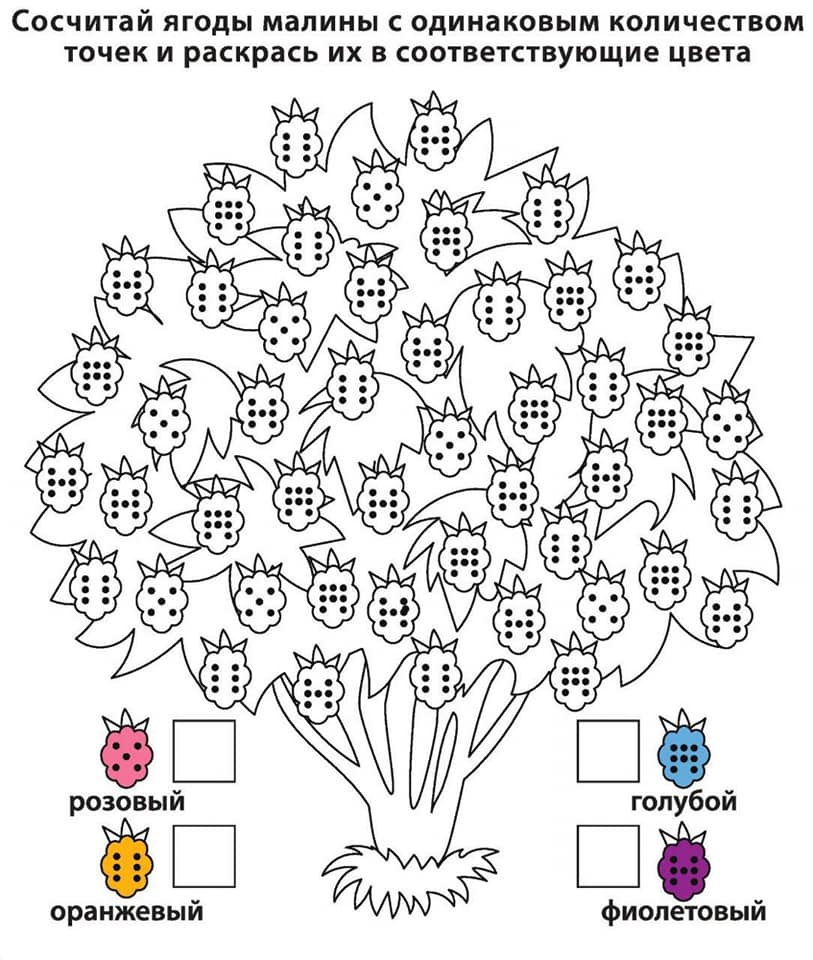 Сосчитай ягоды малины с одинаковым количеством
точек и раскрась их в соответствующие цвета
розовый
голубой
оранжевый
фиолетовый